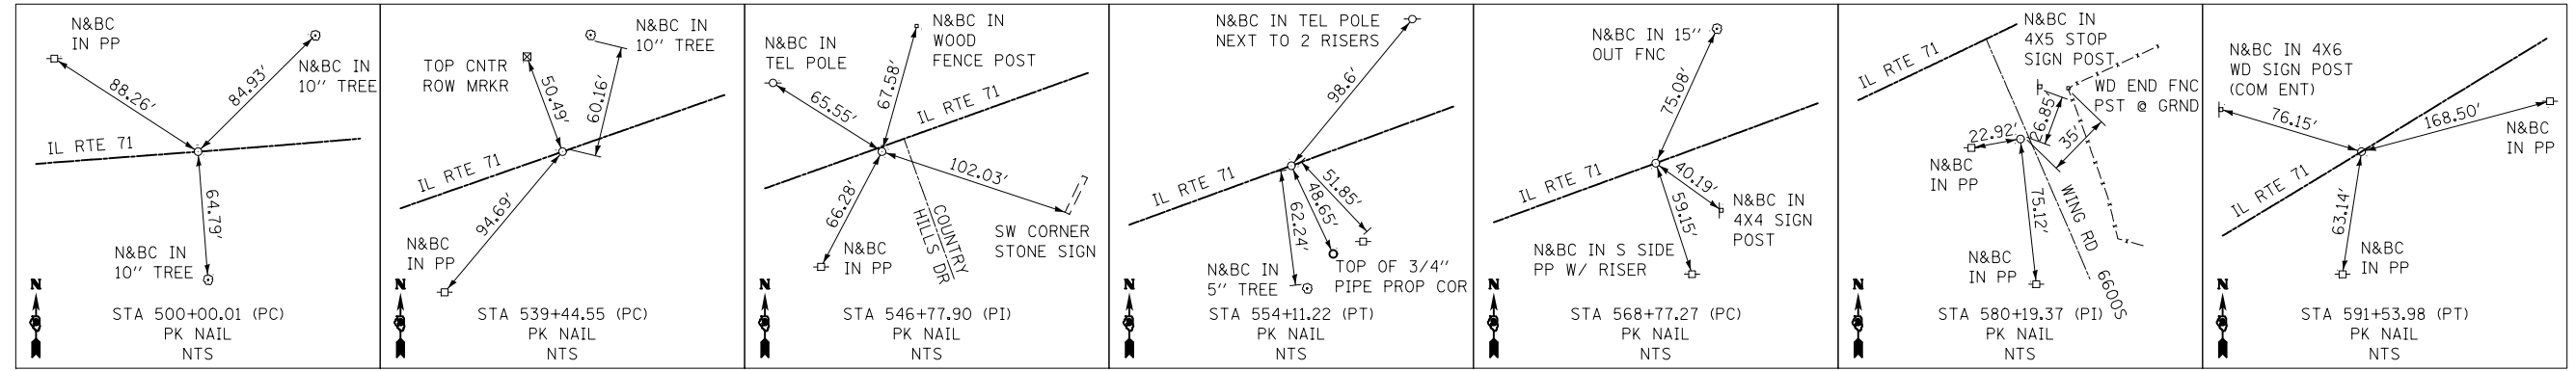 N&BC
IN PP
88.26'
84.93'
N&BC IN
10'' TREE
IL RTE 71
64.79'
N&BC IN
10'' TREE
N
STA 500+00.01 (PC)
PK NAIL
NTS
N&BC IN
10'' TREE
TOP CNTR
ROW MRKR
50.49'
60.16'
IL RTE 71
94.69'
N&BC
IN PP
N
STA 539+44.55 (PC)
PK NAIL
NTS
N&BC IN
TEL POLE
N&BC IN
WOOD
FENCE POST
67.58'
65.55'
IL RTE 71
102.03'
66.28'
COUNTRY
HILLS DR
SW CORNER
STONE SIGN
N&BC
IN PP
N
STA 546+77.90 (PI)
PK NAIL
NTS
N&BC IN TEL POLE
NEXT TO 2 RISERS
98.6'
IL RTE 71
51.85'
48.65'
62.24'
N&BC IN
5'' TREE
TOP OF 3/4''
PIPE PROP COR
N
STA 554+11.22 (PT)
PK NAIL
NTS
N&BC IN 15''
OUT FNC
75.08'
IL RTE 71
40.19'
59.15'
N&BC IN
4X4 SIGN
POST
N&BC IN S SIDE
PP W/ RISER
N
STA 568+77.27 (PC)
PK NAIL
NTS
IL RTE 71
N&BC IN
4X5 STOP
SIGN POST
WD END FNC
PST @ GRND
26.85'
22.92'
35'
N&BC
IN PP
75.12'
WING RD
6600S
N&BC
IN PP
N
STA 580+19.37 (PI)
PK NAIL
NTS
N&BC IN 4X6
WD SIGN POST
(COM ENT)
76.15'
168.50'
N&BC
IN PP
IL RTE 71
63.14'
N&BC
IN PP
N
STA 591+53.98 (PT)
PK NAIL
NTS